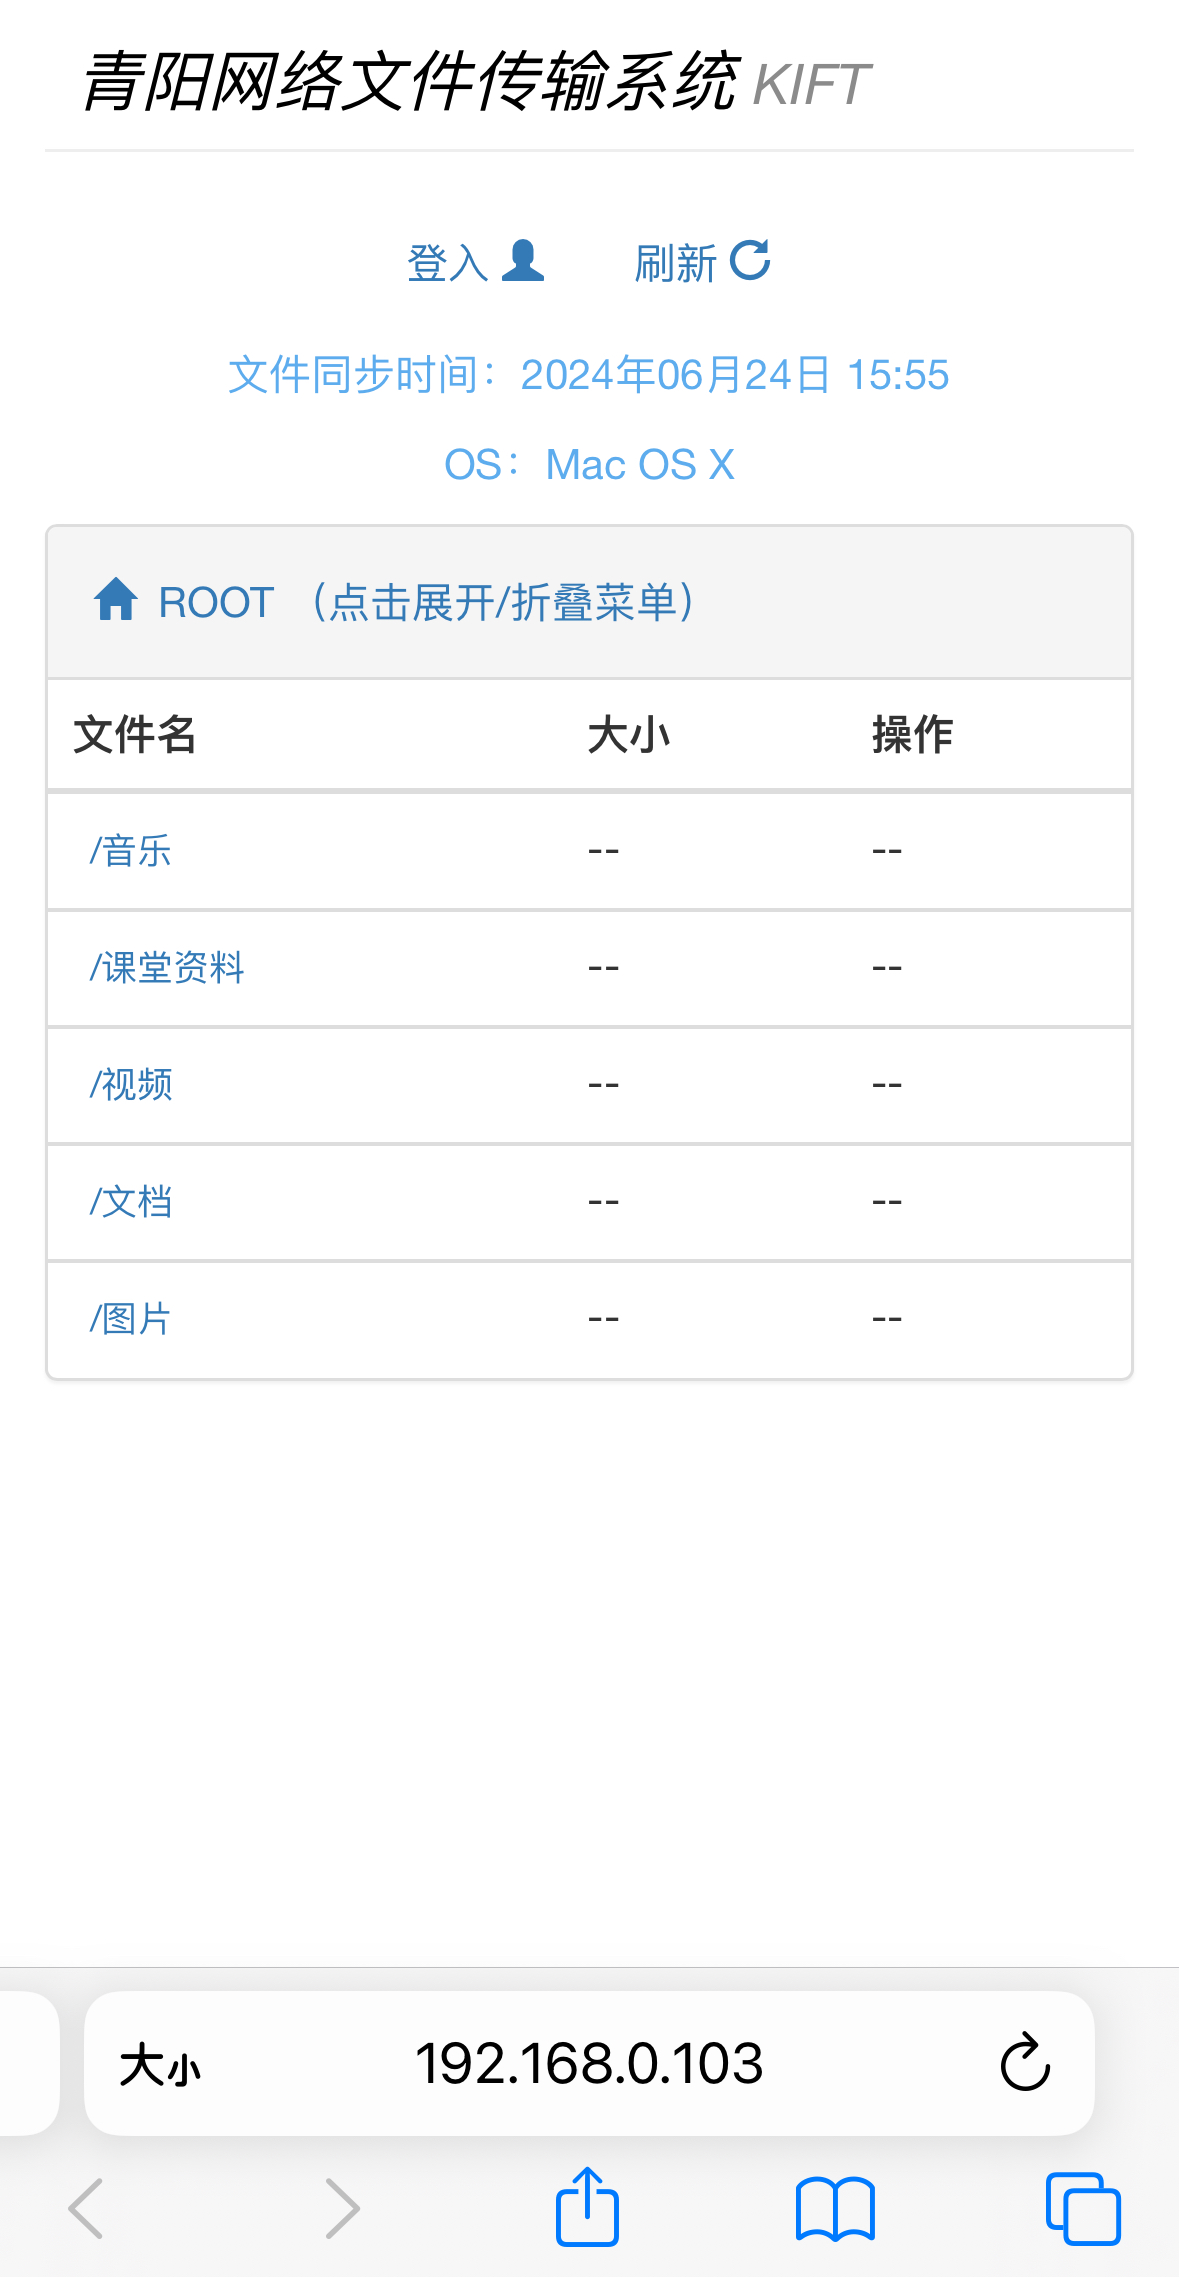 青阳网络文件传输系统 KIFT
登入 刷新
文件同步时间：2024年06月24日 15:55
OS：Mac OS X
ROOT （点击展开/折叠菜单）
文件名 大小 操作
/音乐 -- --
/课堂资料 -- --
/视频 -- --
/文档 -- --
/图片 -- --
大小 192.168.0.103